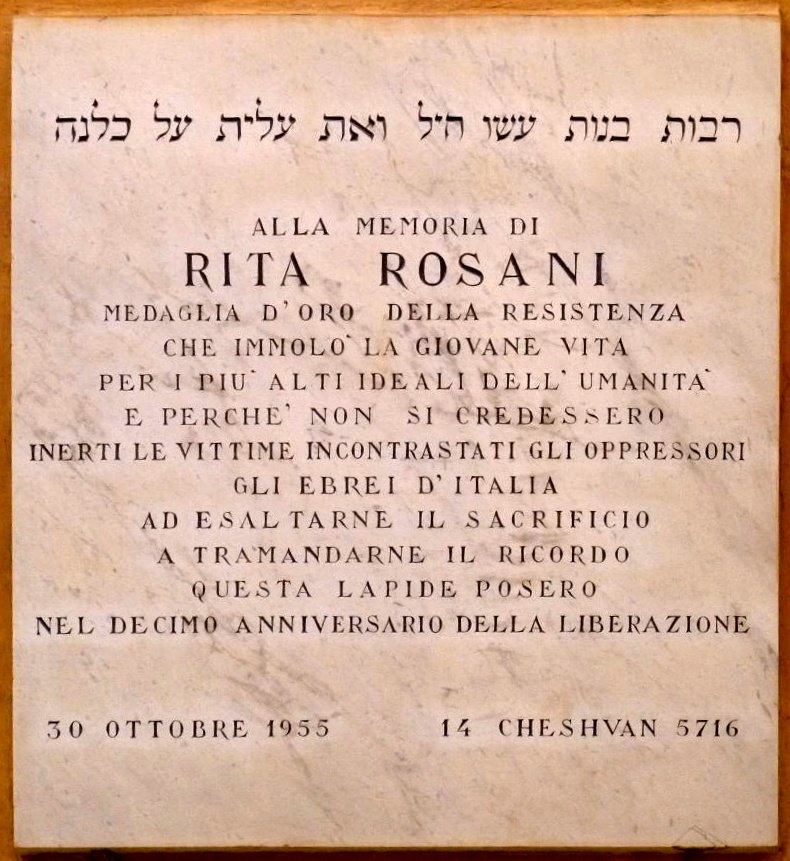 רבות בנות עשו חיל ואת עלית על כלנה
ALLA MEMORIA DI
RITA ROSANI
MEDAGLIA D'ORO DELLA RESISTENZA
CHE IMMOLO` LA GIOVANE VITA
PER I PIU` ALTI IDEALI DELL' UMANITA`
E PERCHE' NON SI CREDESSERO
INERTI LE VITTIME INCONTRASTATI GLI OPPRESSORI
GLI EBREI D'ITALIA
AD ESALTARNE IL SACRIFICIO
A TRAMANDARNE IL RICORDO
QUESTA LAPIDE POSERO
NEL DECIMO ANNIVERSARIO DELLA LIBERAZIONE
30 OTTOBRE 1955 14 CHESHVAN 5716